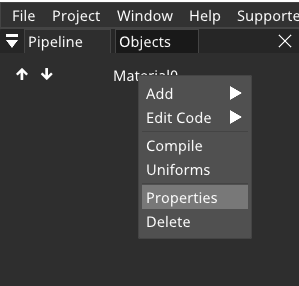 File Project Window Help Supporte
Pipeline Objects
Material0
Add
Edit Code
Compile
Uniforms
Properties
Delete